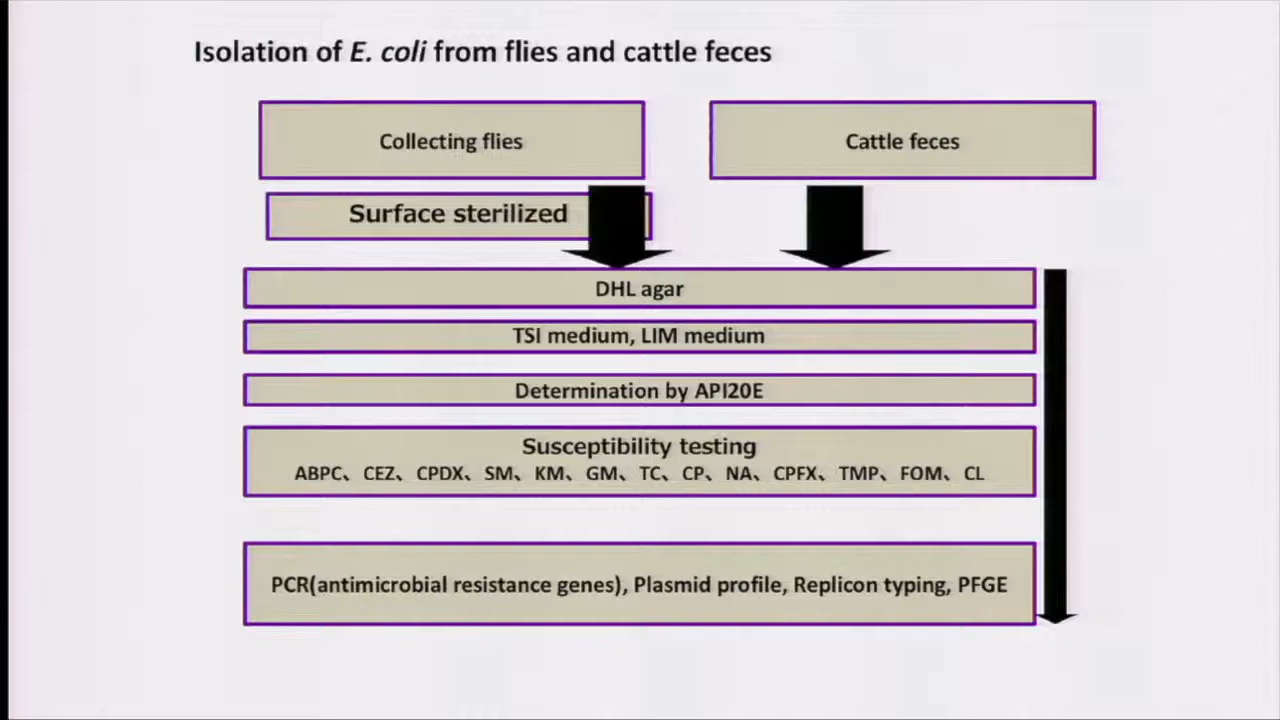 Isolation of E. coli from flies and cattle feces
Collecting flies
Cattle feces
Surface sterilized
DHL agar
TSI medium, LIM medium
Determination by API20E
Susceptibility testing
ABPC、CEZ、CPDX、SM、KM、GM、TC、CP、NA、CPFX、TMP、FOM、CL
PCR(antimicrobial resistance genes), Plasmid profile, Replicon typing, PFGE